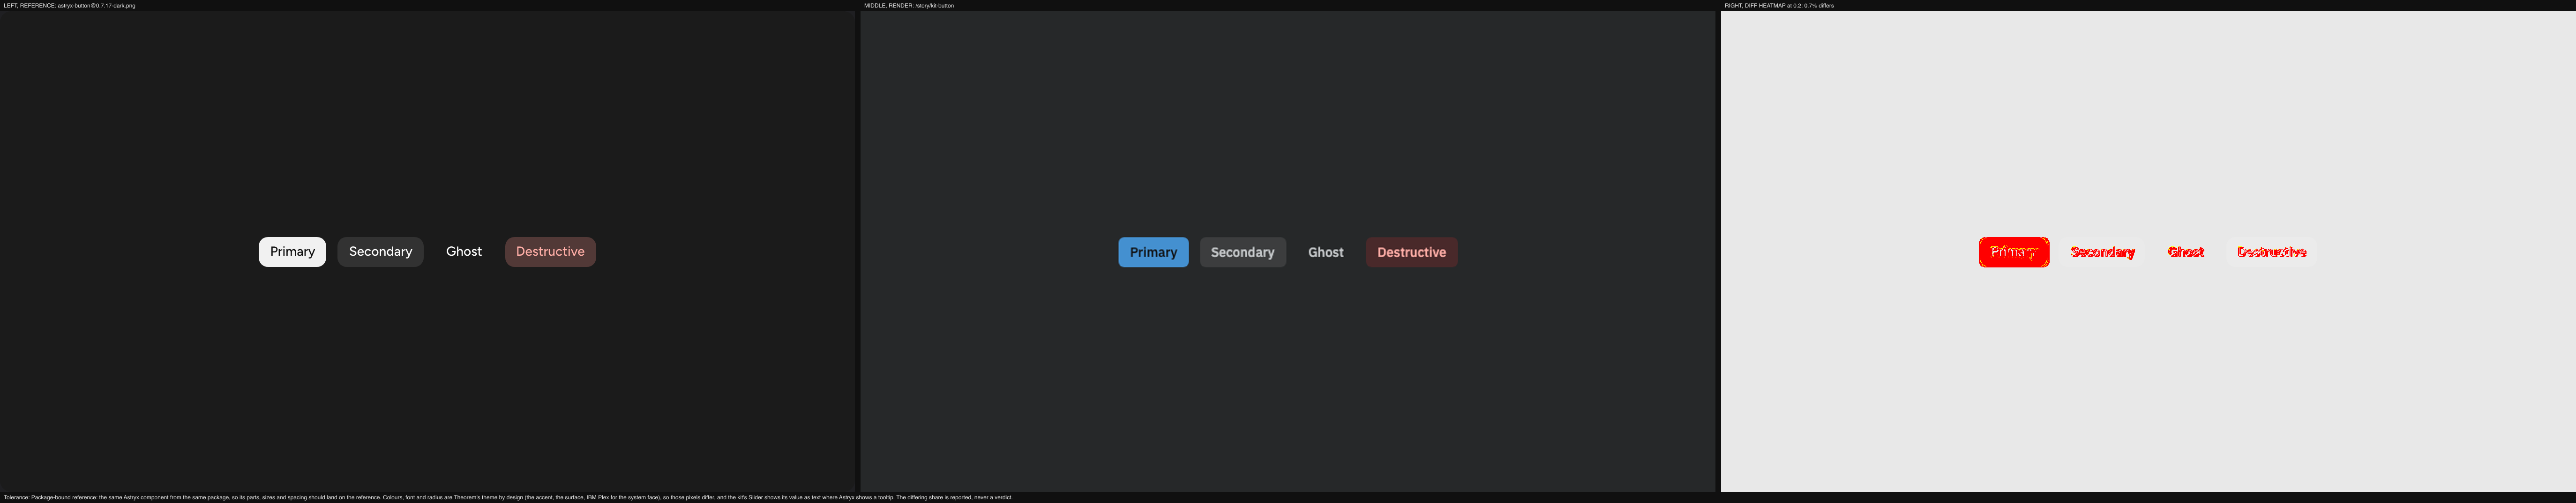 LEFT, REFERENCE: astryx-button@0.7.17-dark.png
MIDDLE, RENDER: /story/kit-button
RIGHT, DIFF HEATMAP at 0.2: 0.7% differs
Primary Secondary Ghost Destructive
Primary Secondary Ghost Destructive
Primary Secondary Ghost Destructive
Tolerance: Package-bound reference: the same Astryx component from the same package, so its parts, sizes and spacing should land on the reference. Colours, font and radius are Theorem's theme by design (the accent, the surface, IBM Plex for the system face), so those pixels differ, and the kit's Slider shows its value as text where Astryx shows a tooltip. The differing share is reported, never a verdict.